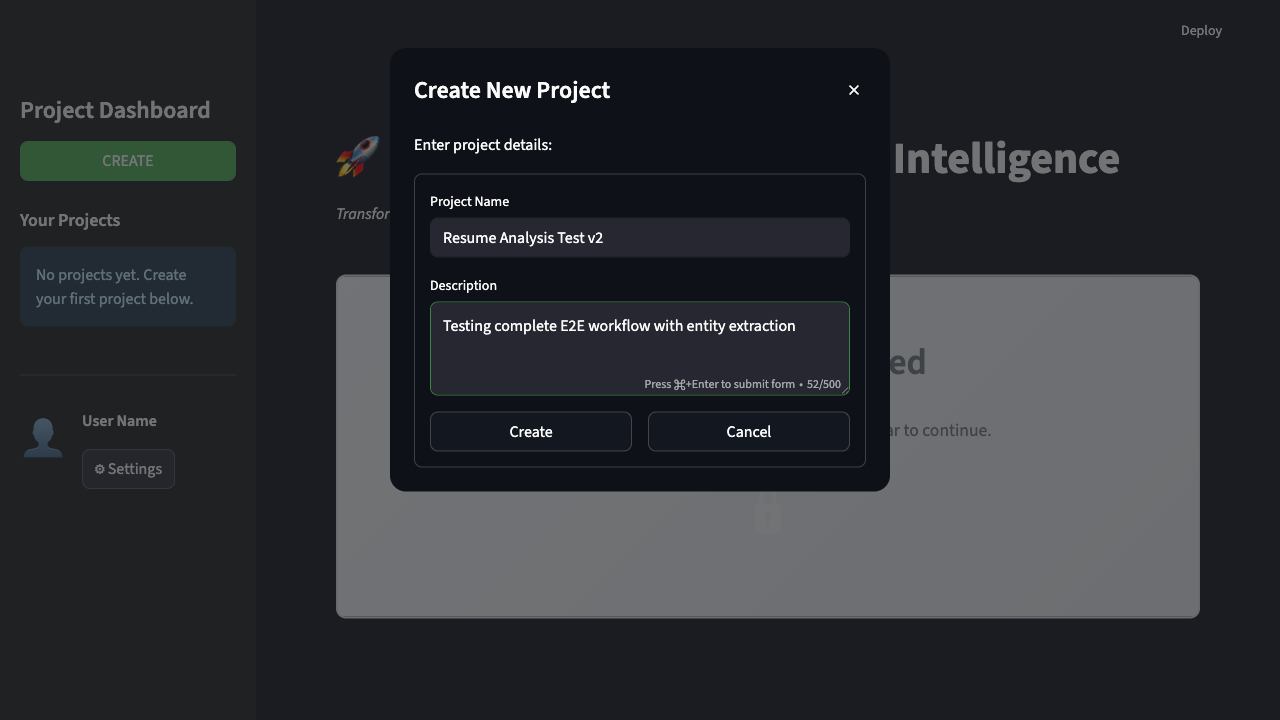 Deploy
Project Dashboard
CREATE
Your Projects
No projects yet. Create
your first project below.
User Name
⚙ Settings
Intelligence
Transfor
ed
ar to continue.
Create New Project
×
Enter project details:
Project Name
Resume Analysis Test v2
Description
Testing complete E2E workflow with entity extraction
Press ⌘+Enter to submit form • 52/500
Create
Cancel